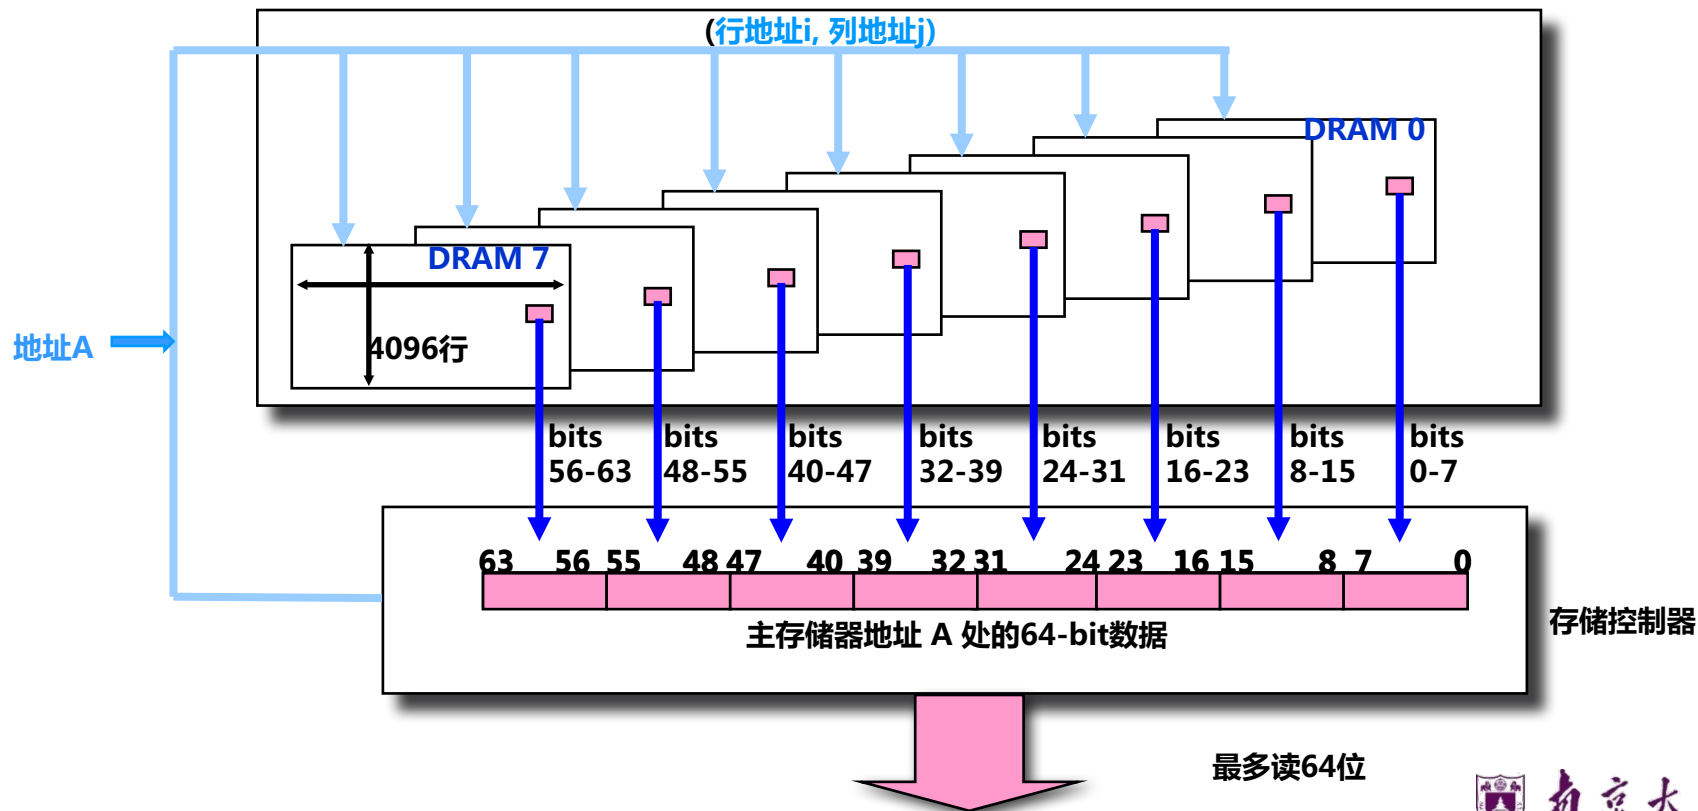 (行地址i, 列地址j)
DRAM 0
DRAM 7
4096行
地址A
bits
56-63
bits
48-55
bits
40-47
bits
32-39
bits
24-31
bits
16-23
bits
8-15
bits
0-7
63 56 55 48 47 40 39 32 31 24 23 16 15 8 7 0
主存储器地址 A 处的64-bit数据
存储控制器
最多读64位
南京大